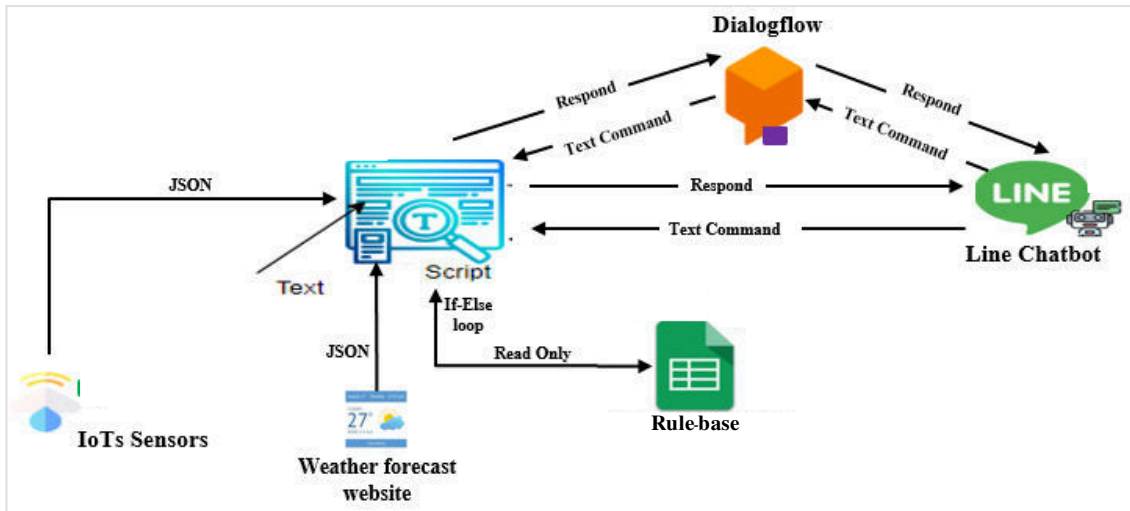 Dialogflow
Respond
Text Command
Respond
Text Command
JSON
Respond
Text Command
LINE
Line Chatbot
T
Text
Script
If-Else
loop
JSON
Read Only
27°
IoTs Sensors
Rule-base
Weather forecast
website